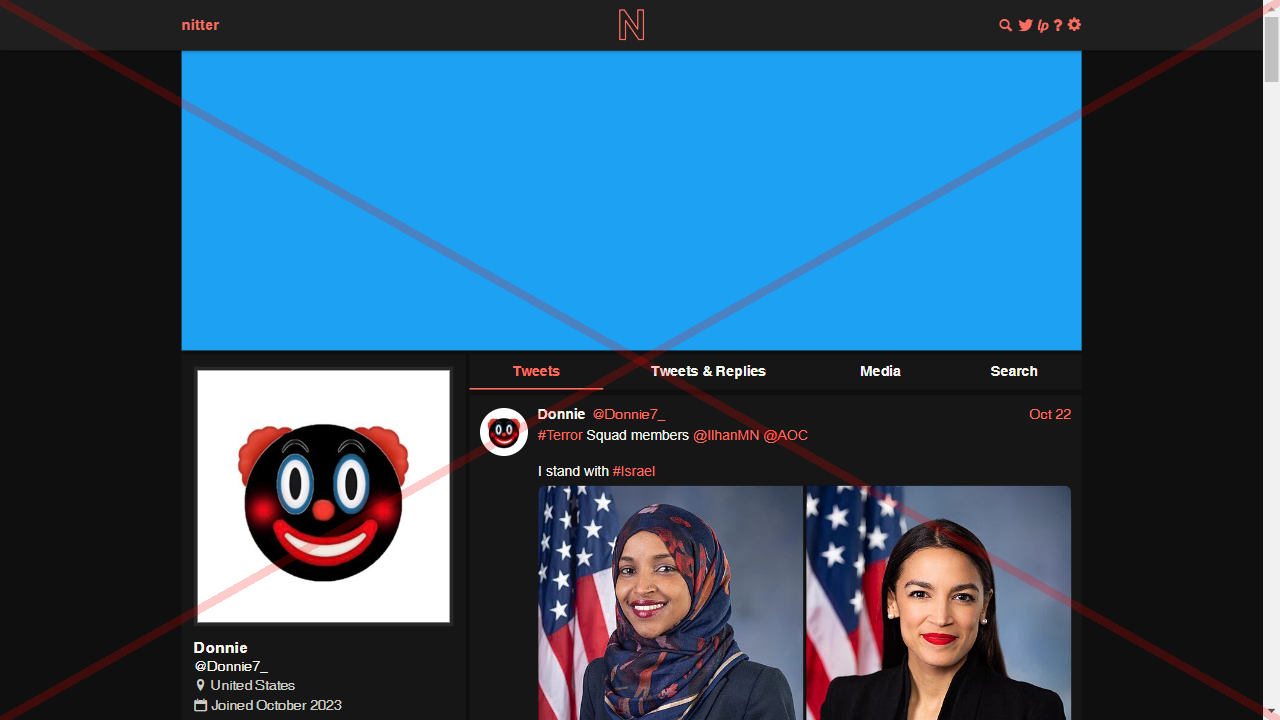 nitter
N
lp ?
Tweets
Tweets & Replies
Media
Search
Donnie @Donnie7_
Oct 22
#Terror Squad members @IlhanMN @AOC
I stand with #Israel
Donnie
@Donnie7_
United States
Joined October 2023